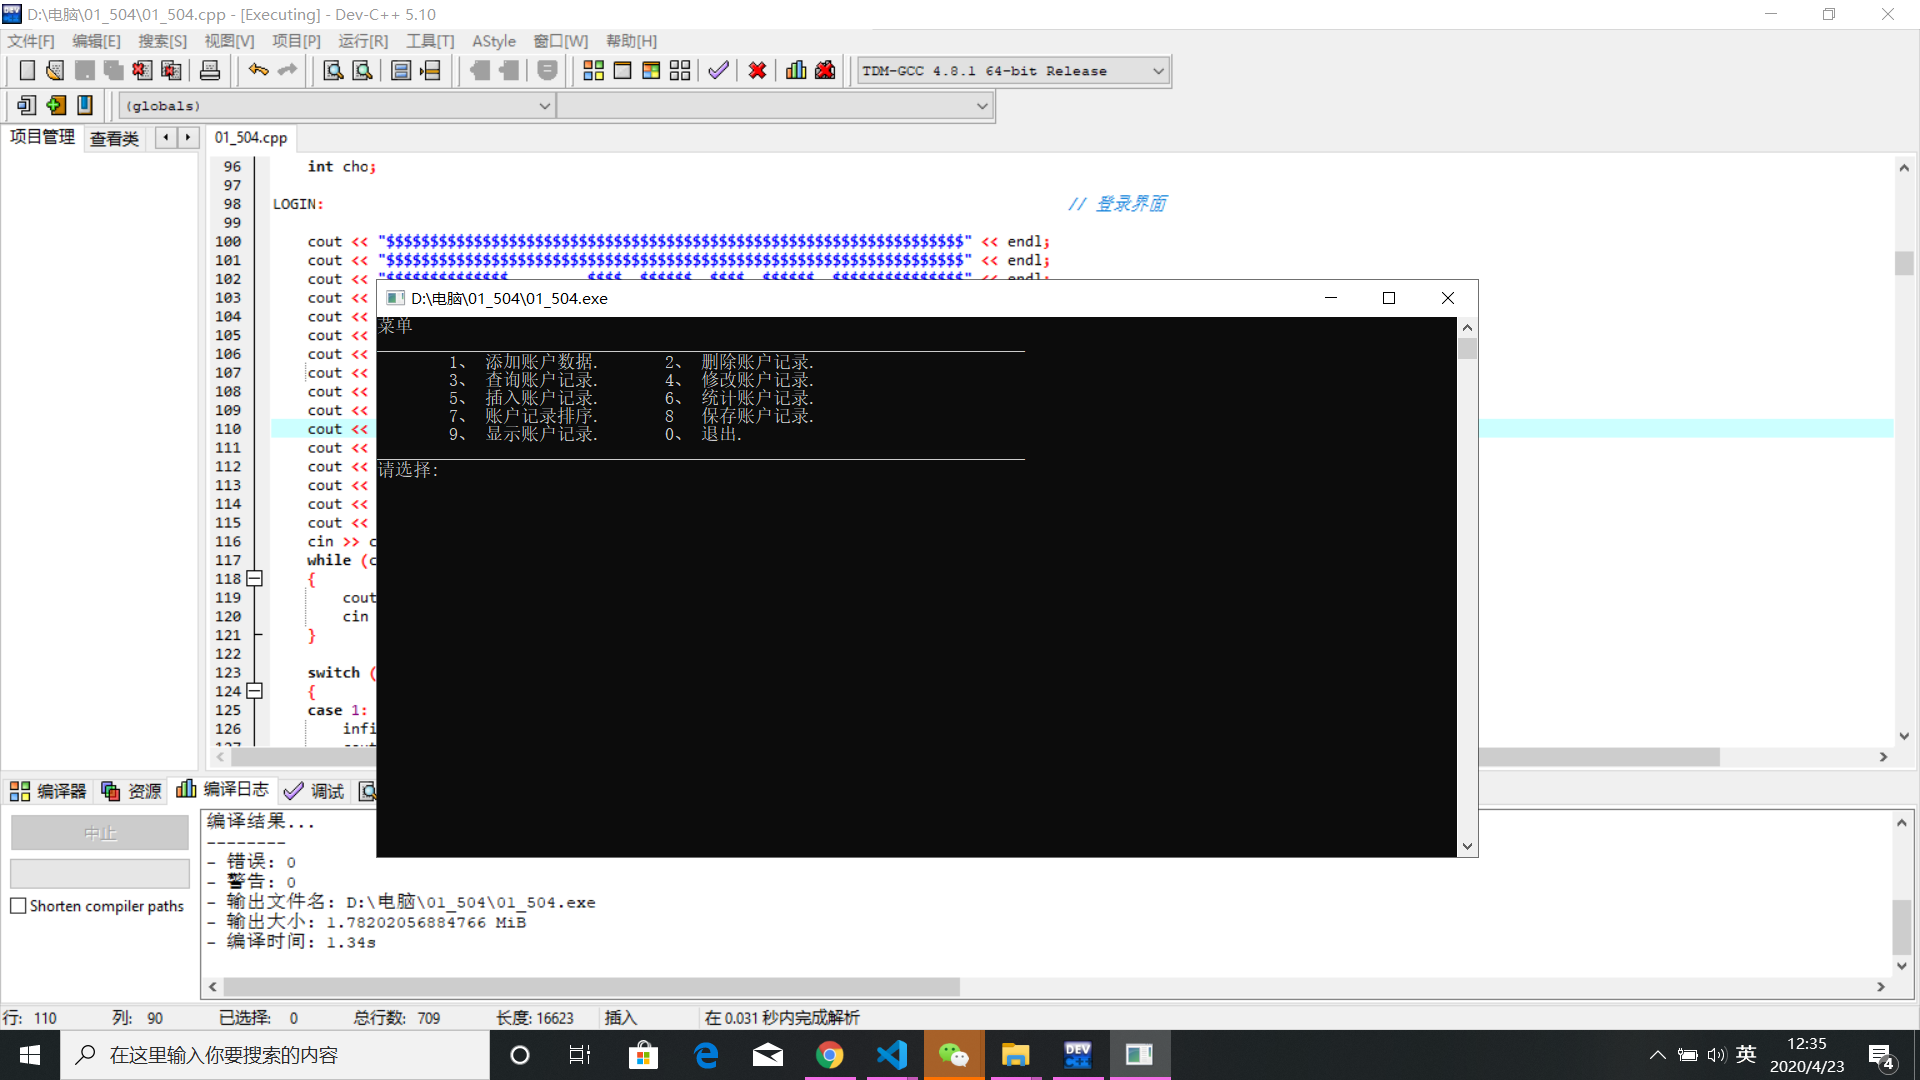 D:\电脑\01_504\01_504.cpp - [Executing] - Dev-C++ 5.10
文件[F] 编辑[E] 搜索[S] 视图[V] 项目[P] 运行[R] 工具[T] AStyle 窗口[W] 帮助[H]
TDM-GCC 4.8.1 64-bit Release
(globals)
项目管理 查看类 01_504.cpp
96 int cho;
97
98 LOGIN: // 登录界面
99
100 cout << "$$$$$$$$$$$$$$$$$$$$$$$$$$$$$$$$$$$$$$$$$$$$$$$$$$$$$$$$$$$$$$$$$$" << endl;
101 cout << "$$$$$$$$$$$$$$$$$$$$$$$$$$$$$$$$$$$$$$$$$$$$$$$$$$$$$$$$$$$$$$$$$$" << endl;
102 cout << "$$$$$$$$$$$$$$         $$$$  $$$$$$  $$$$  $$$$$$  $$$$$$$$$$$$$$$" << endl;
103 cout <<
104 cout <<
105 cout <<
106 cout <<
107 cout <<
108 cout <<
109 cout <<
110 cout <<
111 cout <<
112 cout <<
113 cout <<
114 cout <<
115 cout <<
116 cin >> c
117 while (c
118 {
119 cout
120 cin
121 }
122
123 switch (
124 {
125 case 1:
126 infi
D:\电脑\01_504\01_504.exe
菜单
1、 添加账户数据. 2、 删除账户记录.
3、 查询账户记录. 4、 修改账户记录.
5、 插入账户记录. 6、 统计账户记录.
7、 账户记录排序. 8 保存账户记录.
9、 显示账户记录. 0、 退出.
请选择:
编译器 资源 编译日志 调试
中止
Shorten compiler paths
编译结果...
--------
- 错误: 0
- 警告: 0
- 输出文件名: D:\电脑\01_504\01_504.exe
- 输出大小: 1.78202056884766 MiB
- 编译时间: 1.34s
行: 110 列: 90 已选择: 0 总行数: 709 长度: 16623 插入 在 0.031 秒内完成解析
在这里输入你要搜索的内容
DEV C++
英
12:35
2020/4/23
4